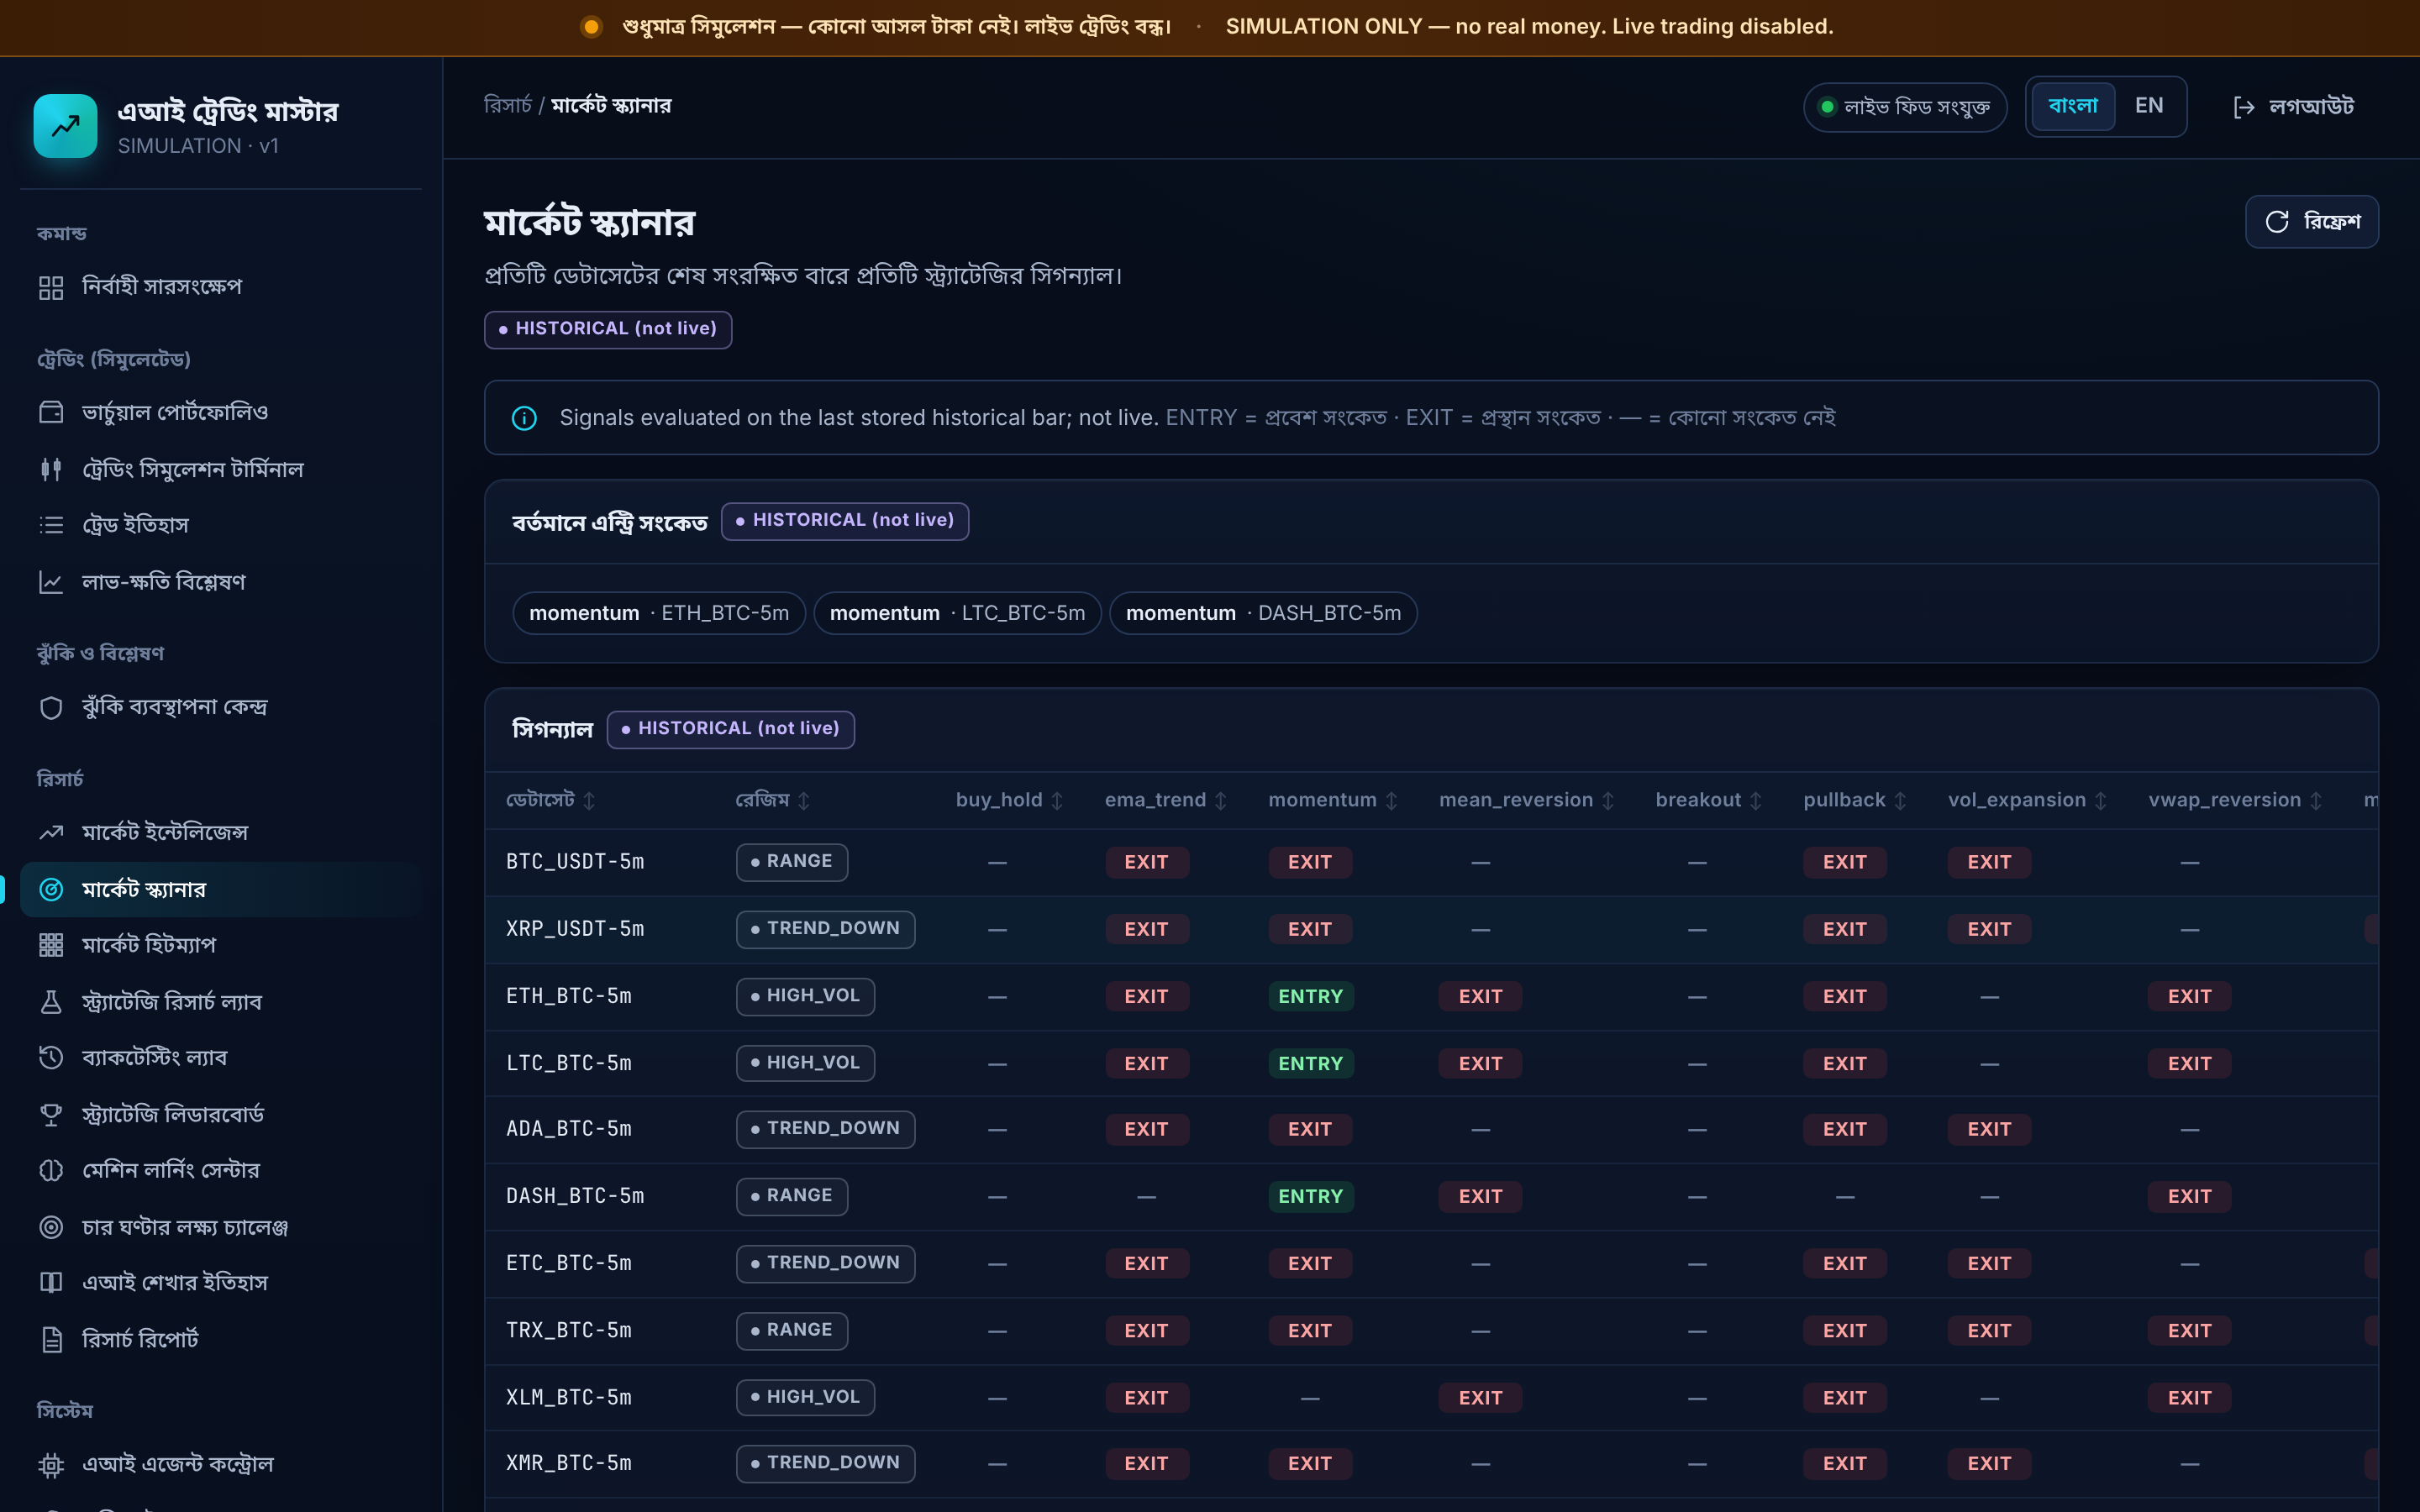 শুধুমাত্র সিমুলেশন — কোনো আসল টাকা নেই। লাইভ ট্রেডিং বন্ধ। · SIMULATION ONLY — no real money. Live trading disabled.
এআই ট্রেডিং মাস্টার
SIMULATION · v1
কমান্ড
নির্বাহী সারসংক্ষেপ
ট্রেডিং (সিমুলেটেড)
ভার্চুয়াল পোর্টফোলিও
ট্রেডিং সিমুলেশন টার্মিনাল
ট্রেড ইতিহাস
লাভ-ক্ষতি বিশ্লেষণ
ঝুঁকি ও বিশ্লেষণ
ঝুঁকি ব্যবস্থাপনা কেন্দ্র
রিসার্চ
মার্কেট ইন্টেলিজেন্স
মার্কেট স্ক্যানার
মার্কেট হিটম্যাপ
স্ট্র্যাটেজি রিসার্চ ল্যাব
ব্যাকটেস্টিং ল্যাব
স্ট্র্যাটেজি লিডারবোর্ড
মেশিন লার্নিং সেন্টার
চার ঘণ্টার লক্ষ্য চ্যালেঞ্জ
এআই শেখার ইতিহাস
রিসার্চ রিপোর্ট
সিস্টেম
এআই এজেন্ট কন্ট্রোল
রিসার্চ / মার্কেট স্ক্যানার
লাইভ ফিড সংযুক্ত বাংলা EN লগআউট
মার্কেট স্ক্যানার
রিফ্রেশ
প্রতিটি ডেটাসেটের শেষ সংরক্ষিত বারে প্রতিটি স্ট্র্যাটেজির সিগন্যাল।
HISTORICAL (not live)
Signals evaluated on the last stored historical bar; not live. ENTRY = প্রবেশ সংকেত · EXIT = প্রস্থান সংকেত · — = কোনো সংকেত নেই
বর্তমানে এন্ট্রি সংকেত HISTORICAL (not live)
momentum · ETH_BTC-5m momentum · LTC_BTC-5m momentum · DASH_BTC-5m
সিগন্যাল HISTORICAL (not live)
ডেটাসেট রেজিম buy_hold ema_trend momentum mean_reversion breakout pullback vol_expansion vwap_reversion m
BTC_USDT-5m RANGE — EXIT EXIT — — EXIT EXIT —
XRP_USDT-5m TREND_DOWN — EXIT EXIT — — EXIT EXIT —
ETH_BTC-5m HIGH_VOL — EXIT ENTRY EXIT — EXIT — EXIT
LTC_BTC-5m HIGH_VOL — EXIT ENTRY EXIT — EXIT — EXIT
ADA_BTC-5m TREND_DOWN — EXIT EXIT — — EXIT EXIT —
DASH_BTC-5m RANGE — — ENTRY EXIT — — — EXIT
ETC_BTC-5m TREND_DOWN — EXIT EXIT — — EXIT EXIT —
TRX_BTC-5m RANGE — EXIT EXIT — — EXIT EXIT EXIT
XLM_BTC-5m HIGH_VOL — EXIT — EXIT — EXIT — EXIT
XMR_BTC-5m TREND_DOWN — EXIT EXIT — — EXIT EXIT —